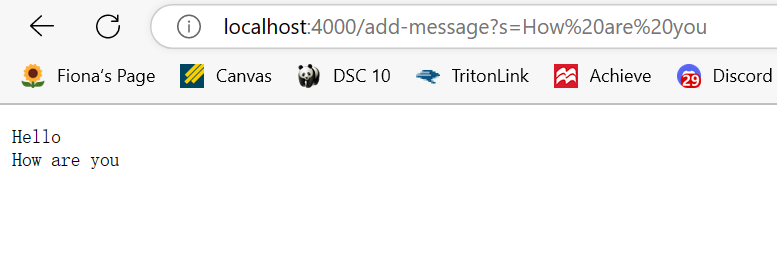 localhost:4000/add-message?s=How%20are%20you
Fiona's Page Canvas DSC 10 TritonLink Achieve 29 Discord
Hello
How are you